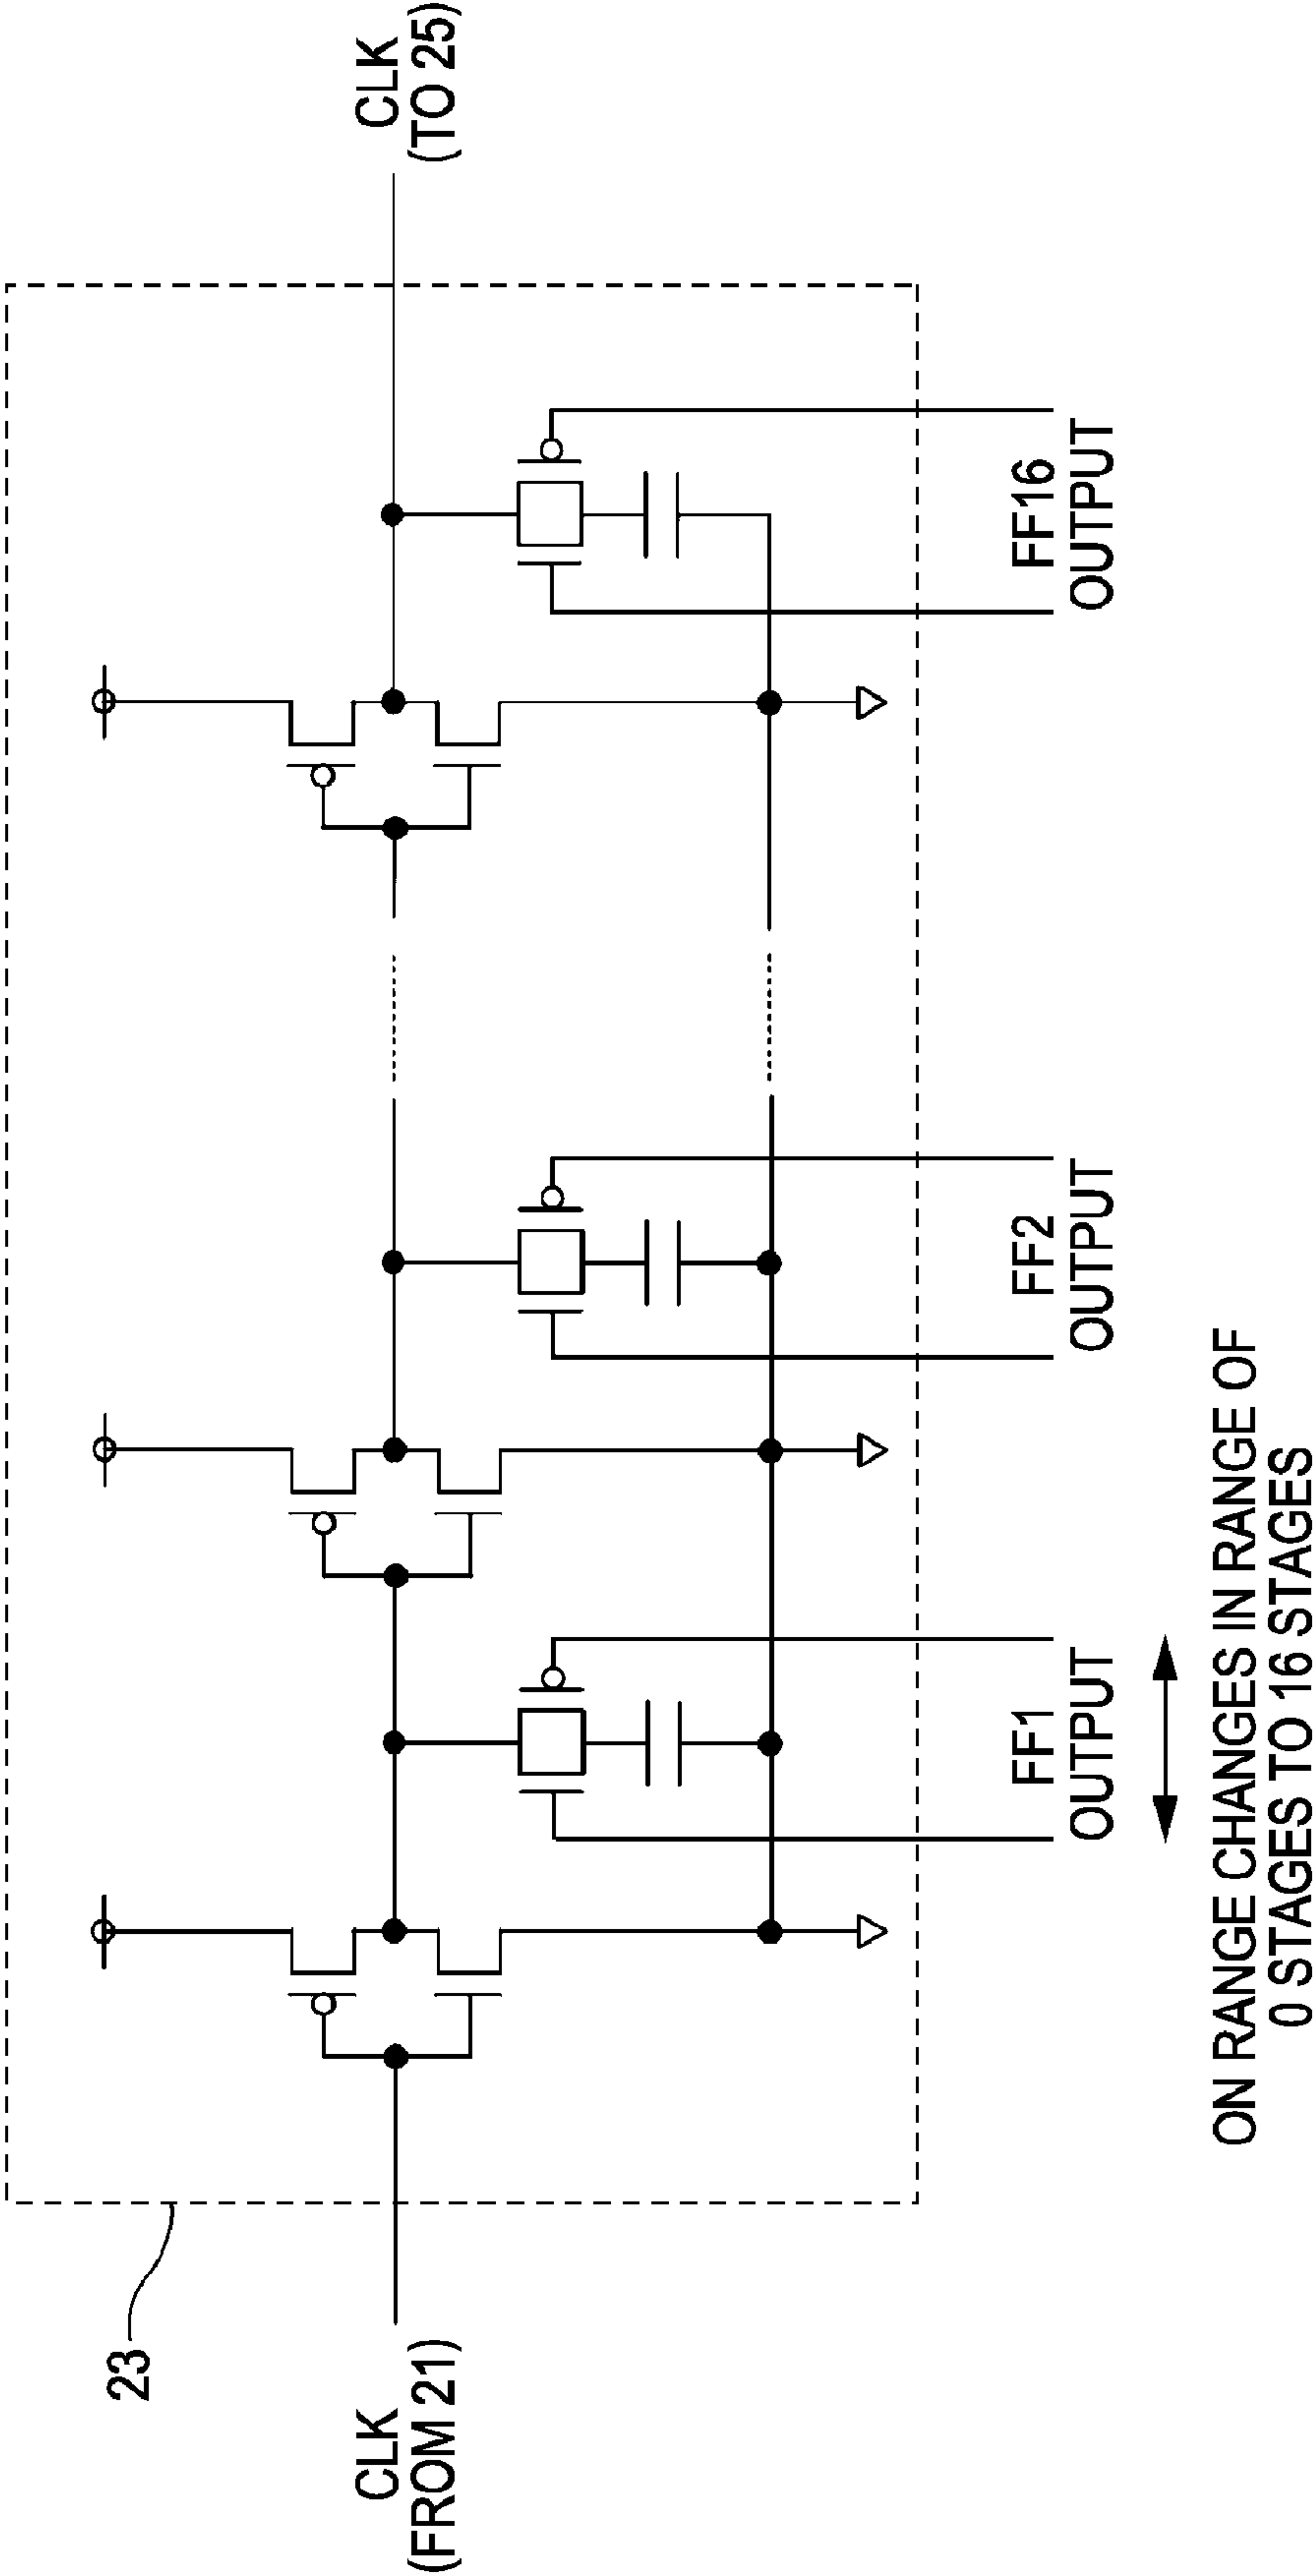 23
CLK
(FROM 21)
CLK
(TO 25)
FF1
OUTPUT
FF2
OUTPUT
FF16
OUTPUT
ON RANGE CHANGES IN RANGE OF
0 STAGES TO 16 STAGES